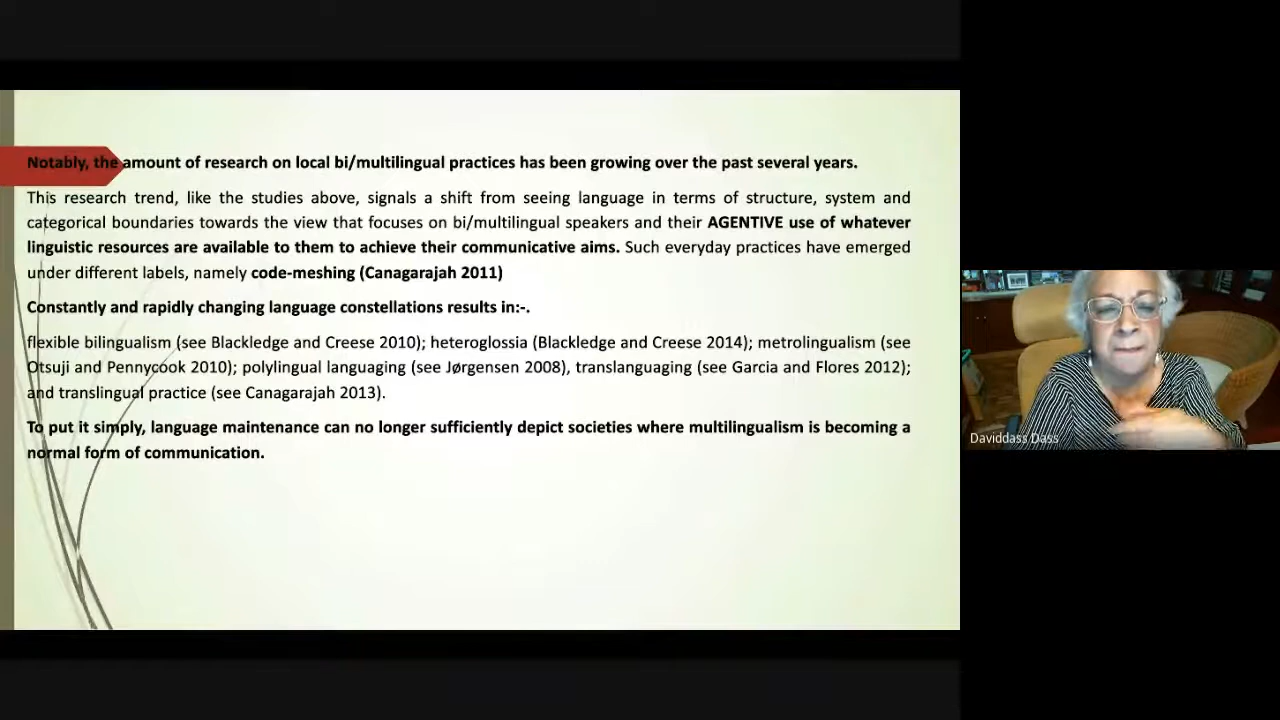 Notably, the amount of research on local bi/multilingual practices has been growing over the past several years.
This research trend, like the studies above, signals a shift from seeing language in terms of structure, system and
categorical boundaries towards the view that focuses on bi/multilingual speakers and their AGENTIVE use of whatever
linguistic resources are available to them to achieve their communicative aims. Such everyday practices have emerged
under different labels, namely code-meshing (Canagarajah 2011)
Constantly and rapidly changing language constellations results in:-.
flexible bilingualism (see Blackledge and Creese 2010); heteroglossia (Blackledge and Creese 2014); metrolingualism (see
Otsuji and Pennycook 2010); polylingual languaging (see Jørgensen 2008), translanguaging (see Garcia and Flores 2012);
and translingual practice (see Canagarajah 2013).
To put it simply, language maintenance can no longer sufficiently depict societies where multilingualism is becoming a
normal form of communication.
Daviddass Dass